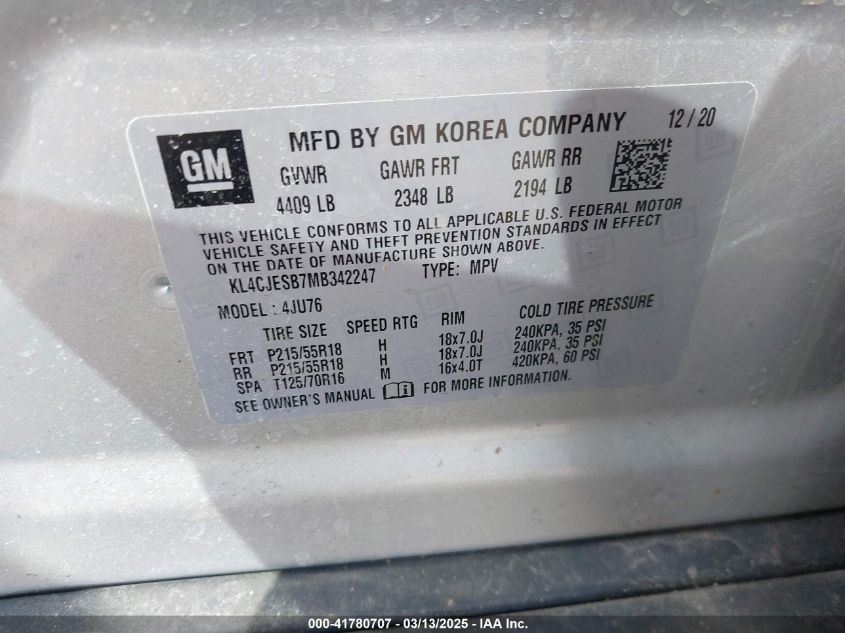 GM
MFD BY GM KOREA COMPANY 12/20
GVWR GAWR FRT GAWR RR
4409 LB 2348 LB 2194 LB
THIS VEHICLE CONFORMS TO ALL APPLICABLE U.S. FEDERAL MOTOR
VEHICLE SAFETY AND THEFT PREVENTION STANDARDS IN EFFECT
ON THE DATE OF MANUFACTURE SHOWN ABOVE.
KL4CJESB7MB342247 TYPE: MPV
MODEL: 4JU76
TIRE SIZE SPEED RTG RIM COLD TIRE PRESSURE
FRT P215/55R18 H 18x7.0J 240KPA, 35 PSI
RR P215/55R18 H 18x7.0J 240KPA, 35 PSI
SPA T125/70R16 M 16x4.0T 420KPA, 60 PSI
SEE OWNER'S MANUAL FOR MORE INFORMATION.
000-41780707 - 03/13/2025 - IAA Inc.